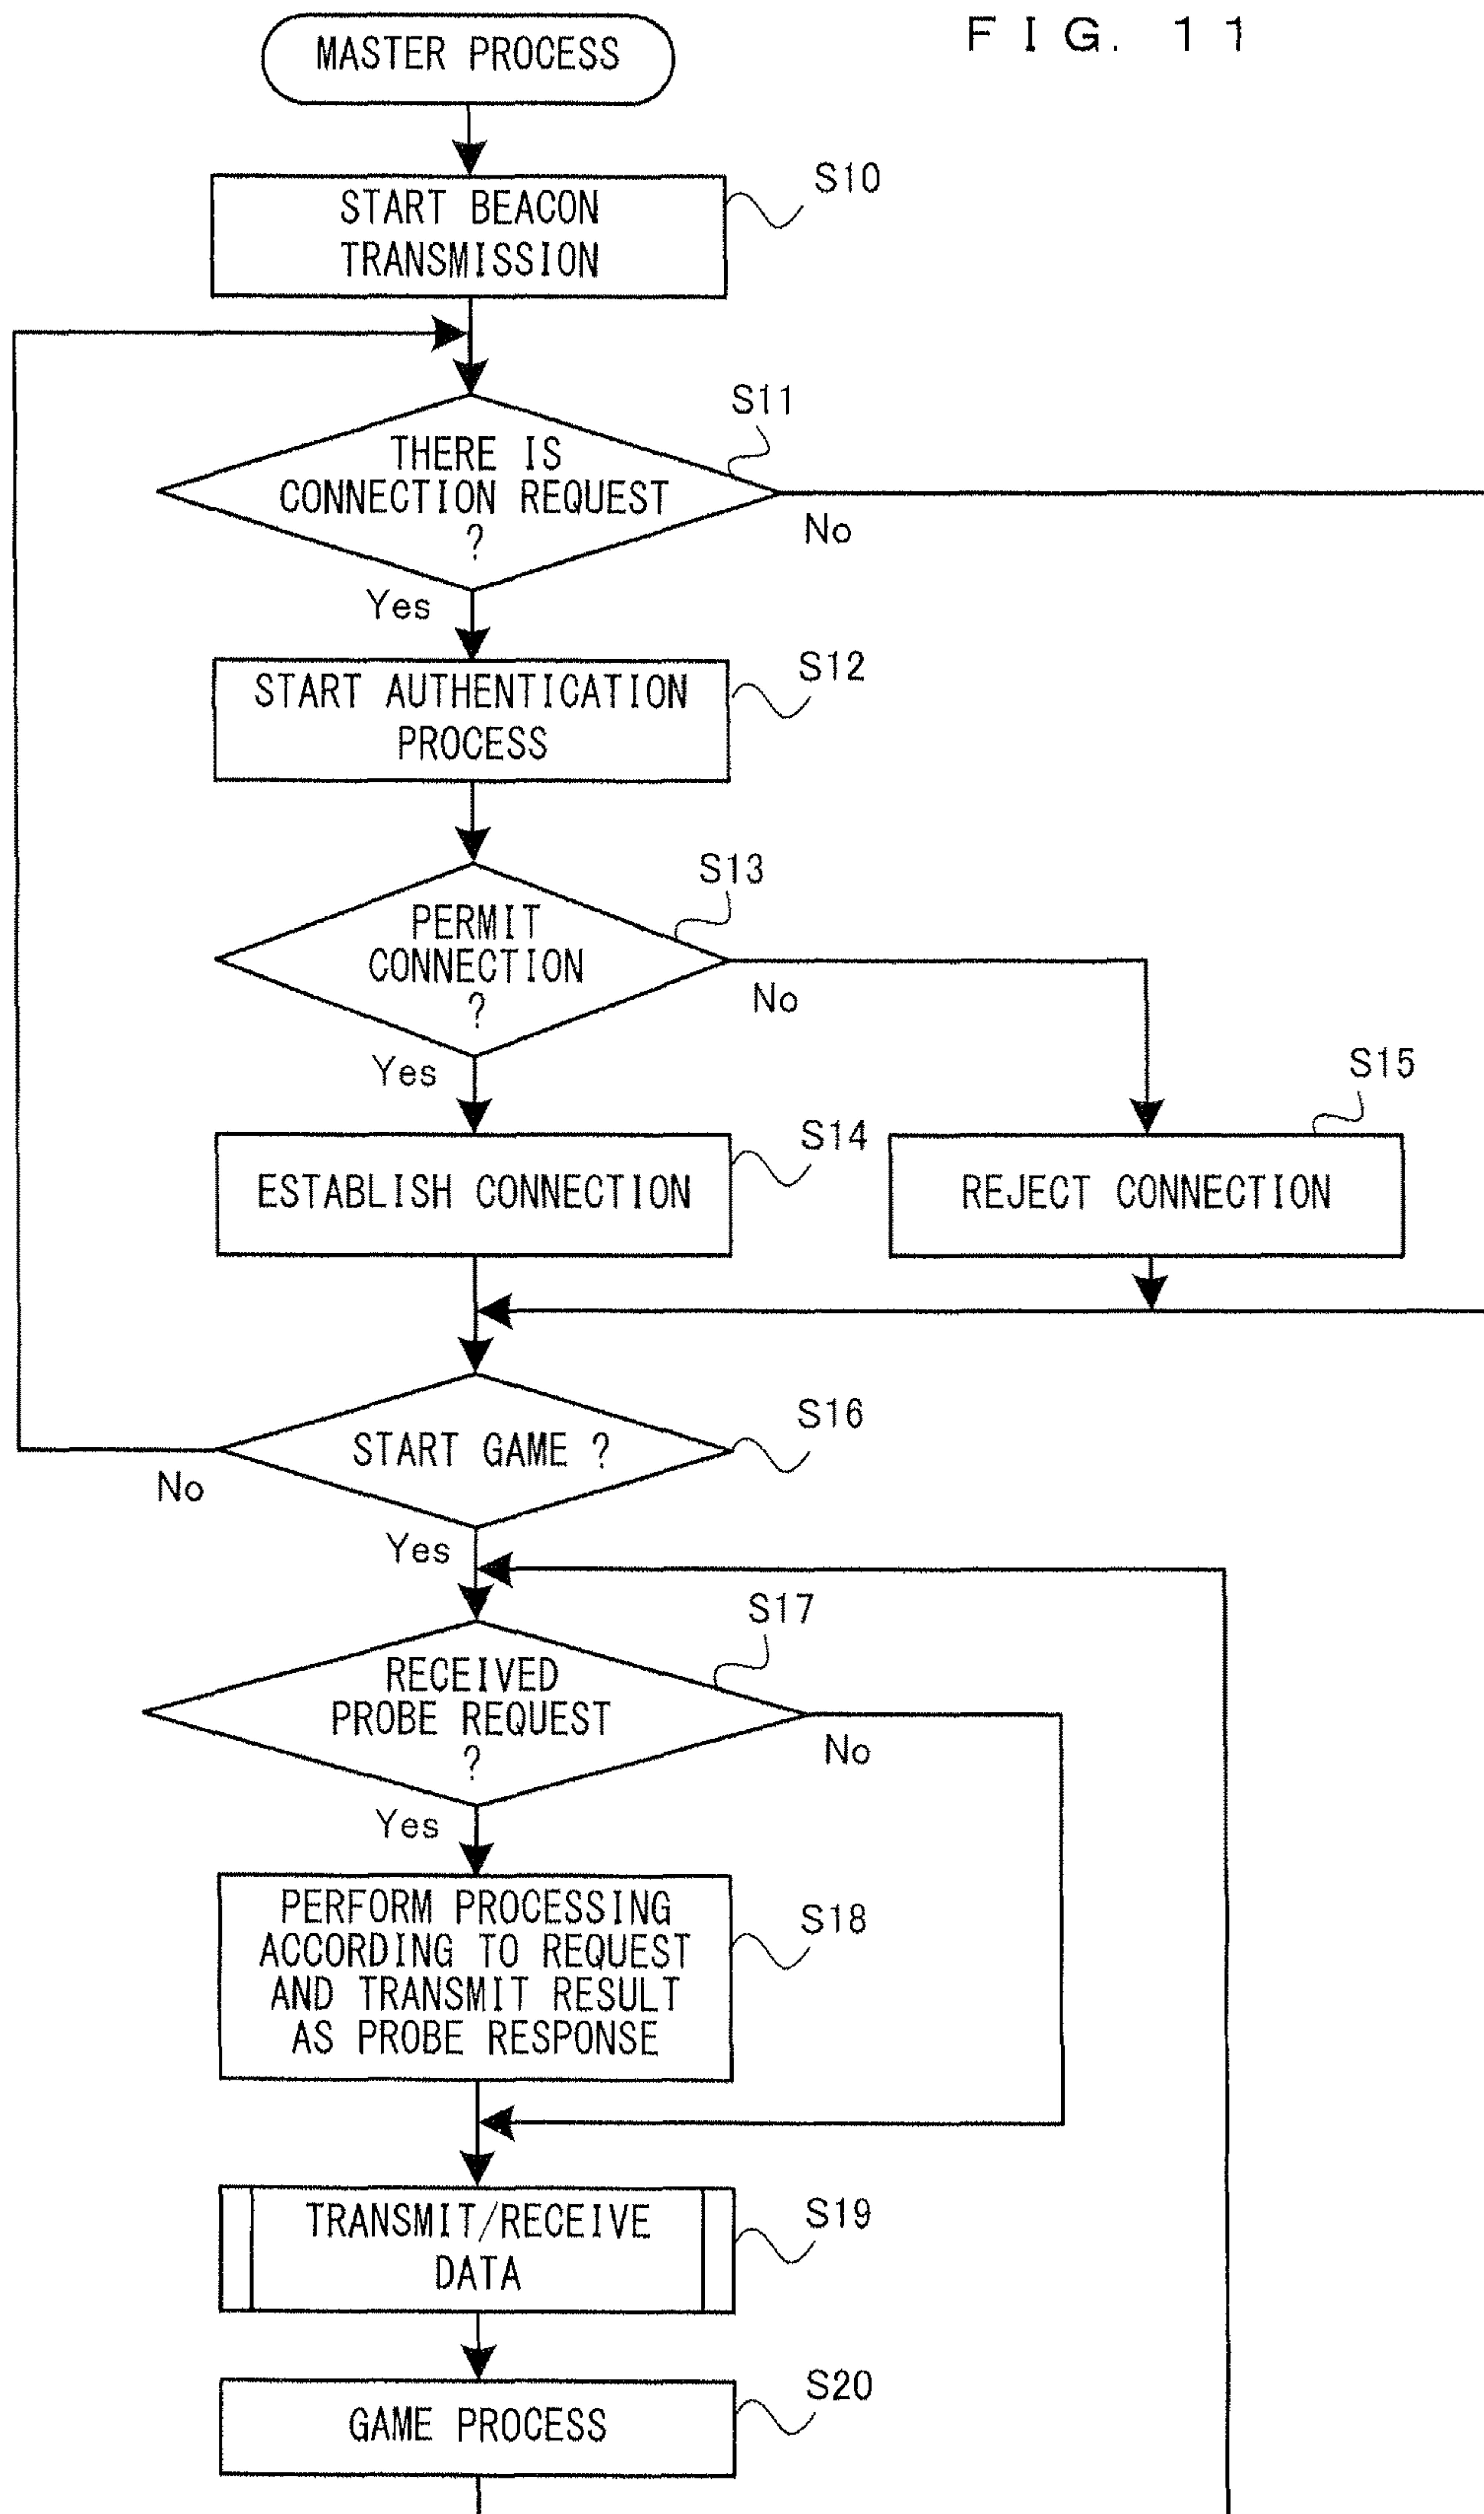 FIG. 11
MASTER PROCESS
S10
START BEACON
TRANSMISSION
S11
THERE IS
CONNECTION REQUEST
?
No
Yes
S12
START AUTHENTICATION
PROCESS
S13
PERMIT
CONNECTION
?
No
Yes
S14
ESTABLISH CONNECTION
S15
REJECT CONNECTION
S16
START GAME ?
No
Yes
S17
RECEIVED
PROBE REQUEST
?
No
Yes
S18
PERFORM PROCESSING
ACCORDING TO REQUEST
AND TRANSMIT RESULT
AS PROBE RESPONSE
S19
TRANSMIT/RECEIVE
DATA
S20
GAME PROCESS